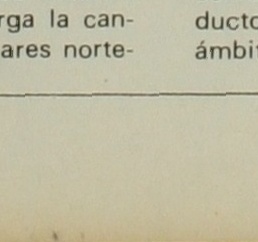 rga la can-
ares norte-
ducto
ámbit